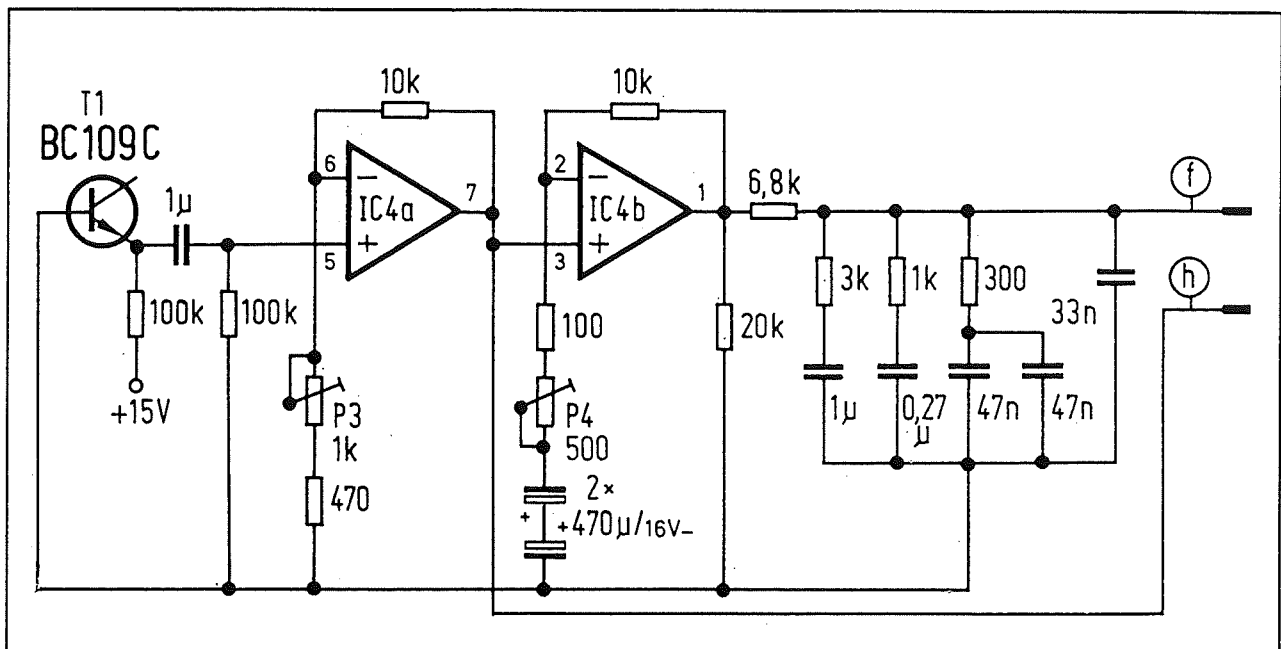 T1
BC109C
1µ
100k
+15V
100k
10k
6
IC4a
7
5
P3
1k
470
10k
2
IC4b
1
3
100
P4
500
2×
+
+470µ/16V-
6,8k
20k
3k
1µ
1k
0,27
µ
300
47n
47n
33n
f
h